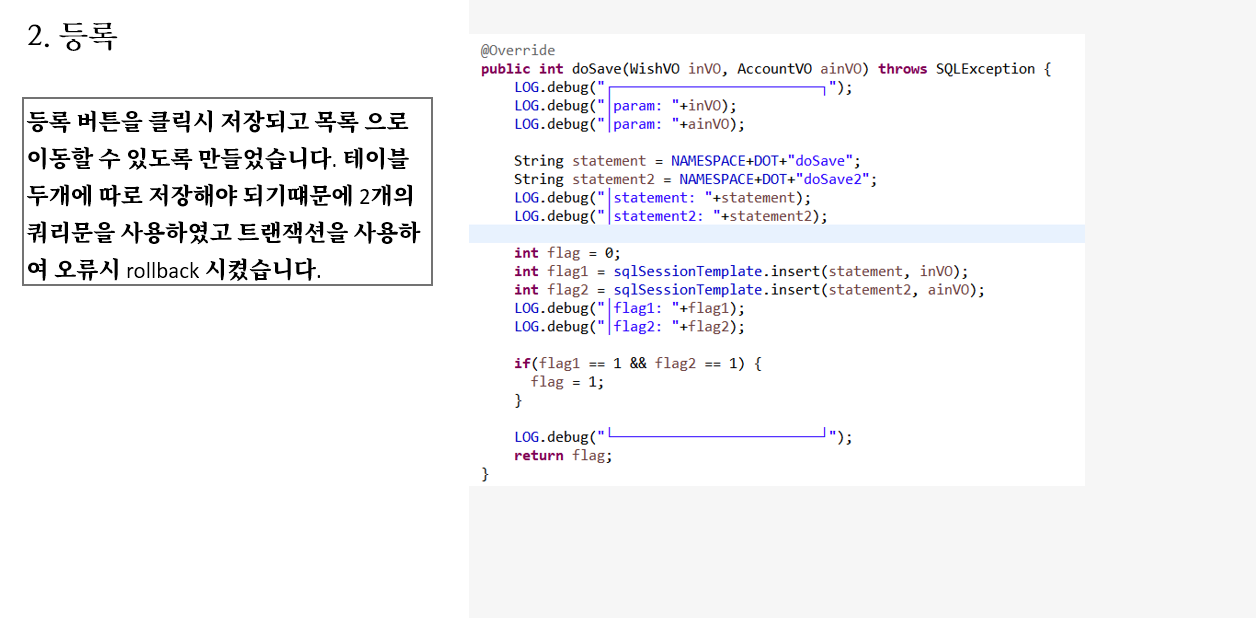 2. 등록
등록 버튼을 클릭시 저장되고 목록 으로
이동할 수 있도록 만들었습니다. 테이블
두개에 따로 저장해야 되기떄문에 2개의
쿼리문을 사용하였고 트랜잭션을 사용하
여 오류시 rollback 시켰습니다.
@Override
public int doSave(WishVO inVO, AccountVO ainVO) throws SQLException {
LOG.debug("┌─────────────────────────┐");
LOG.debug("│param: "+inVO);
LOG.debug("│param: "+ainVO);
String statement = NAMESPACE+DOT+"doSave";
String statement2 = NAMESPACE+DOT+"doSave2";
LOG.debug("│statement: "+statement);
LOG.debug("│statement2: "+statement2);
int flag = 0;
int flag1 = sqlSessionTemplate.insert(statement, inVO);
int flag2 = sqlSessionTemplate.insert(statement2, ainVO);
LOG.debug("│flag1: "+flag1);
LOG.debug("│flag2: "+flag2);
if(flag1 == 1 && flag2 == 1) {
flag = 1;
}
LOG.debug("└─────────────────────────┘");
return flag;
}